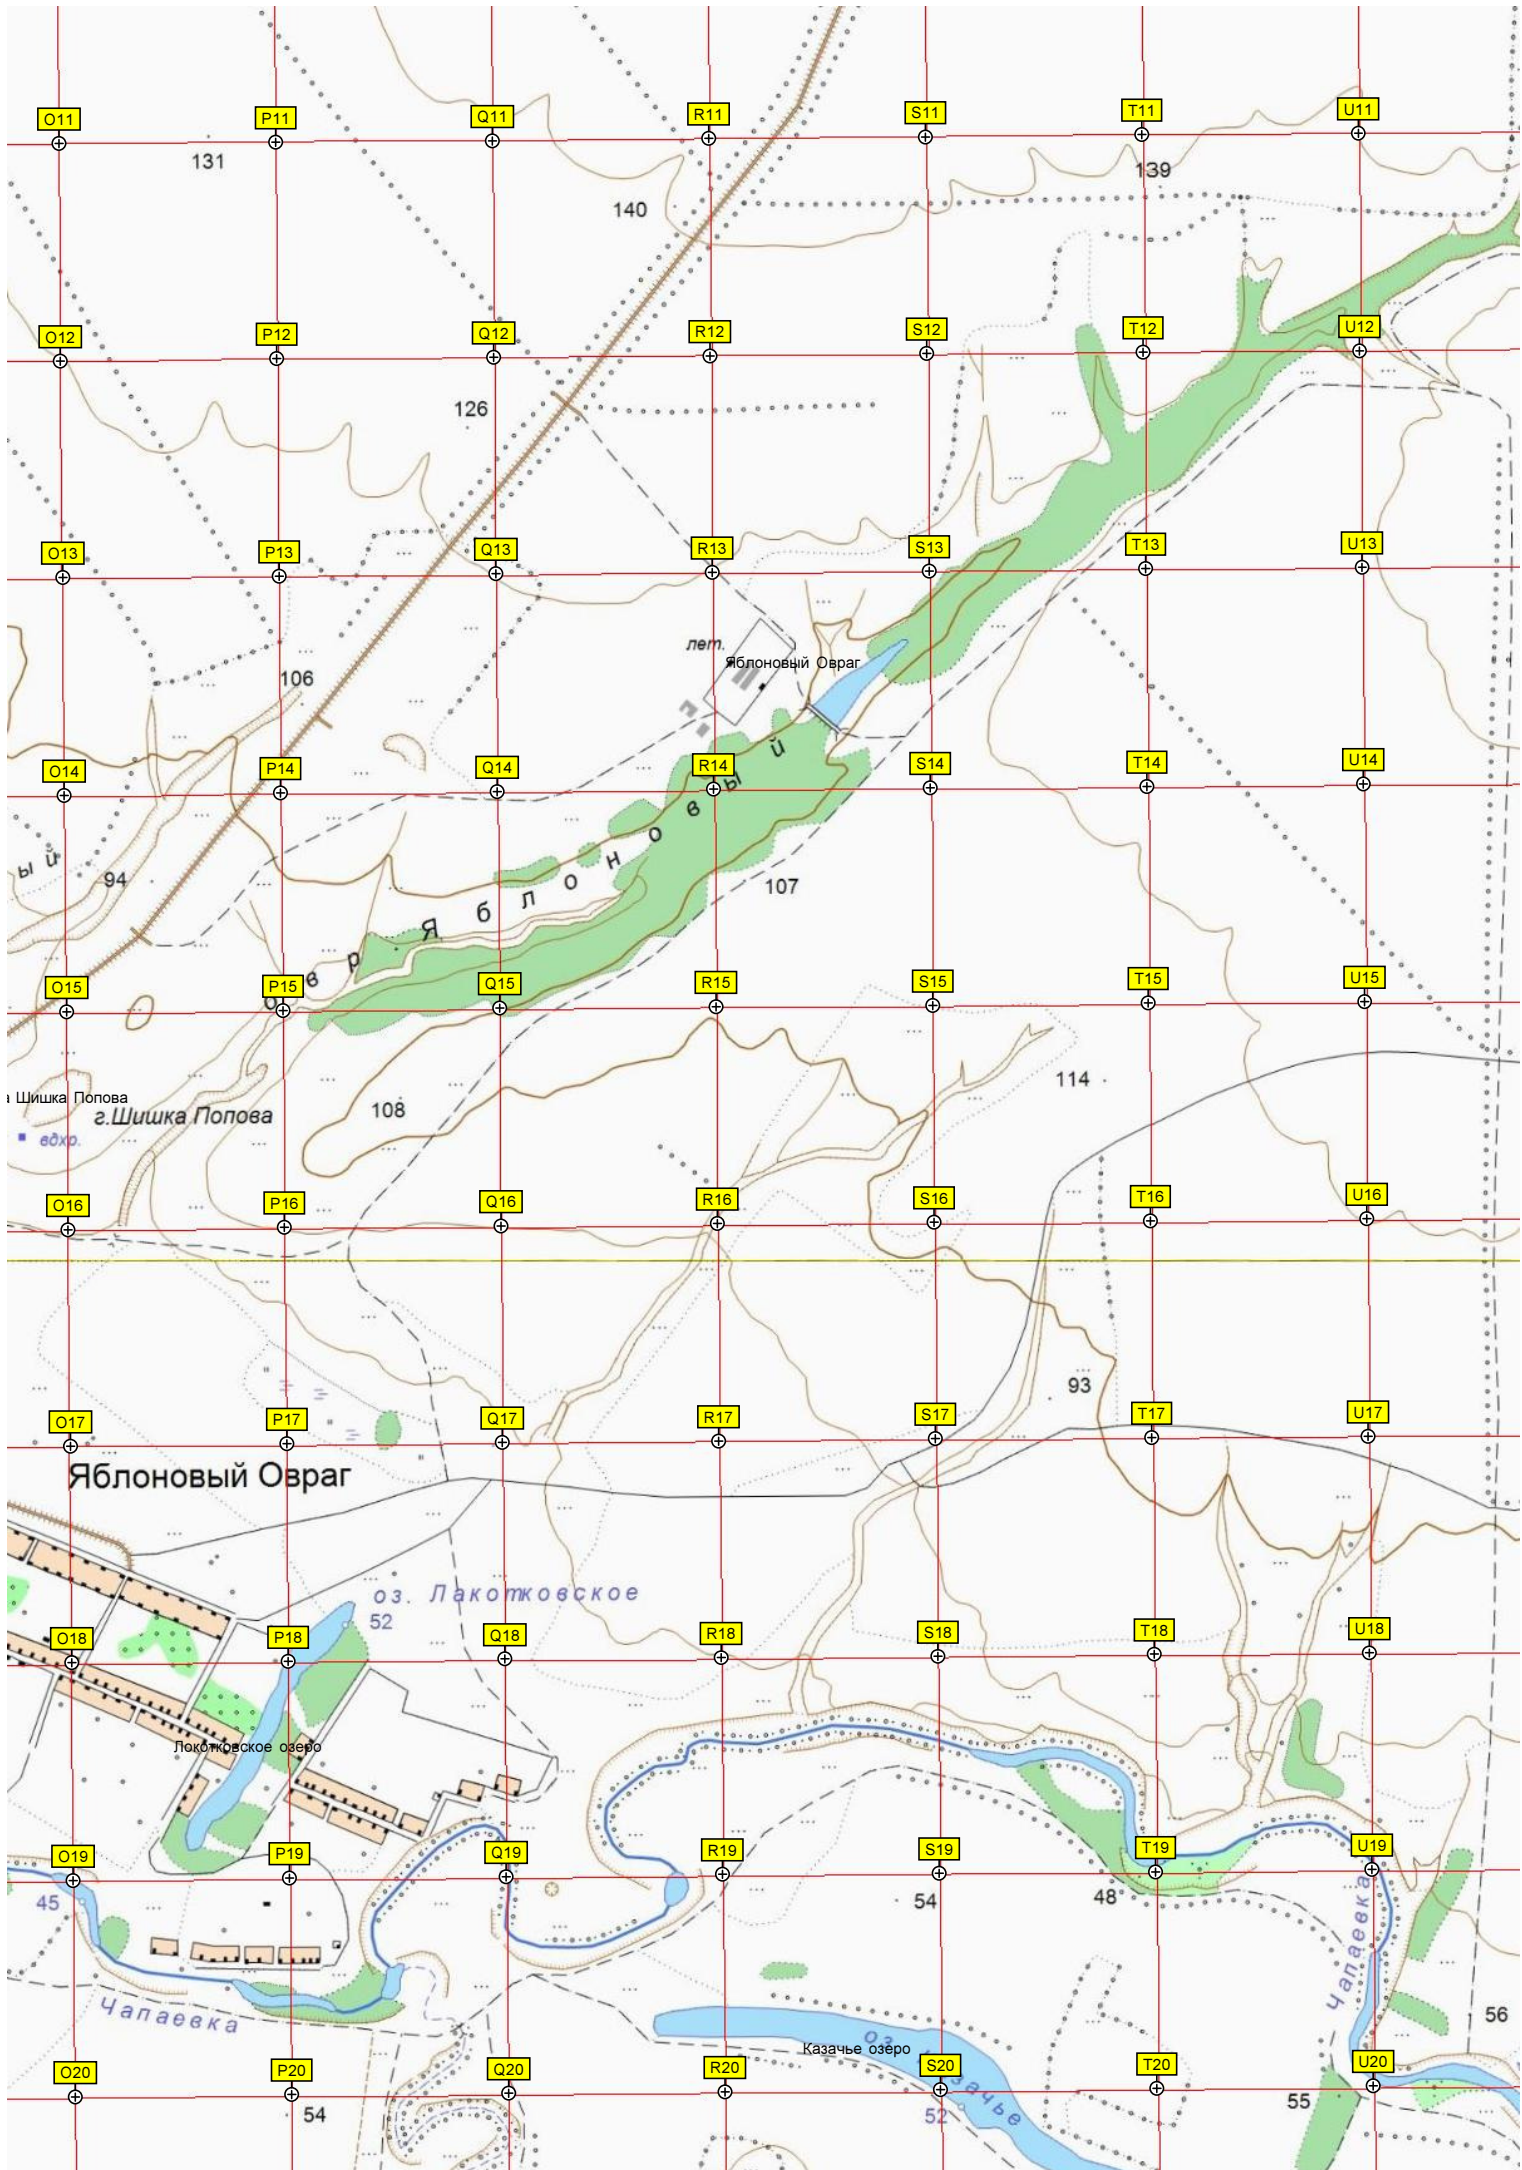 O11 P11 Q11 R11 S11 T11 U11
131
139
140
O12 P12 Q12 R12 S12 T12 U12
126
O13 P13 Q13 R13 S13 T13 U13
лет.
Яблоновый Овраг
106
O14 P14 Q14 R14 S14 T14 U14
ый
94
107
овр. Яблоновый
O15 P15 Q15 R15 S15 T15 U15
114
а Шишка Попова
г.Шишка Попова
108
вдхр.
O16 P16 Q16 R16 S16 T16 U16
93
O17 P17 Q17 R17 S17 T17 U17
Яблоновый Овраг
оз. Лакотковское
52
O18 P18 Q18 R18 S18 T18 U18
Локотковское озеро
O19 P19 Q19 R19 S19 T19 U19
45
54
48
Чапаевка
Чапаевка
56
оз. Казачье
Казачье озеро
O20 P20 Q20 R20 S20 T20 U20
54
52
55